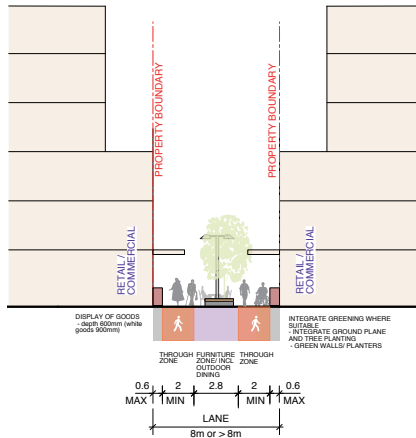 PROPERTY BOUNDARY
PROPERTY BOUNDARY
RETAIL /
COMMERCIAL
RETAIL /
COMMERCIAL
DISPLAY OF GOODS
- depth 600mm (white
goods 900mm)
INTEGRATE GREENING WHERE
SUITABLE
- INTEGRATE GROUND PLANE
AND TREE PLANTING
- GREEN WALLS/ PLANTERS
THROUGH
ZONE
FURNITURE
ZONE/ INCL
OUTDOOR
DINING
THROUGH
ZONE
0.6 2 2.8 2 0.6
MAX MIN MIN MAX
LANE
8m or > 8m